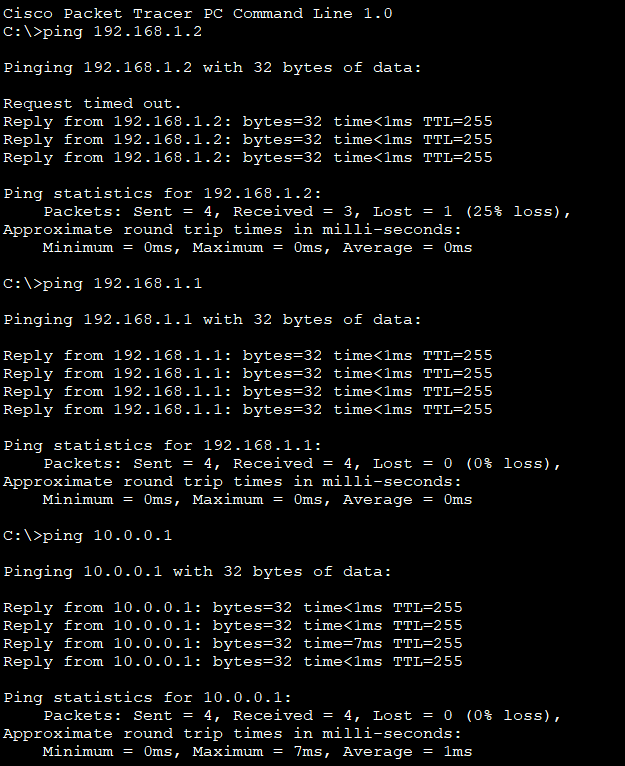 Cisco Packet Tracer PC Command Line 1.0
C:\>ping 192.168.1.2
Pinging 192.168.1.2 with 32 bytes of data:
Request timed out.
Reply from 192.168.1.2: bytes=32 time<1ms TTL=255
Reply from 192.168.1.2: bytes=32 time<1ms TTL=255
Reply from 192.168.1.2: bytes=32 time<1ms TTL=255
Ping statistics for 192.168.1.2:
    Packets: Sent = 4, Received = 3, Lost = 1 (25% loss),
Approximate round trip times in milli-seconds:
    Minimum = 0ms, Maximum = 0ms, Average = 0ms
C:\>ping 192.168.1.1
Pinging 192.168.1.1 with 32 bytes of data:
Reply from 192.168.1.1: bytes=32 time<1ms TTL=255
Reply from 192.168.1.1: bytes=32 time<1ms TTL=255
Reply from 192.168.1.1: bytes=32 time<1ms TTL=255
Reply from 192.168.1.1: bytes=32 time<1ms TTL=255
Ping statistics for 192.168.1.1:
    Packets: Sent = 4, Received = 4, Lost = 0 (0% loss),
Approximate round trip times in milli-seconds:
    Minimum = 0ms, Maximum = 0ms, Average = 0ms
C:\>ping 10.0.0.1
Pinging 10.0.0.1 with 32 bytes of data:
Reply from 10.0.0.1: bytes=32 time<1ms TTL=255
Reply from 10.0.0.1: bytes=32 time<1ms TTL=255
Reply from 10.0.0.1: bytes=32 time=7ms TTL=255
Reply from 10.0.0.1: bytes=32 time<1ms TTL=255
Ping statistics for 10.0.0.1:
    Packets: Sent = 4, Received = 4, Lost = 0 (0% loss),
Approximate round trip times in milli-seconds:
    Minimum = 0ms, Maximum = 7ms, Average = 1ms